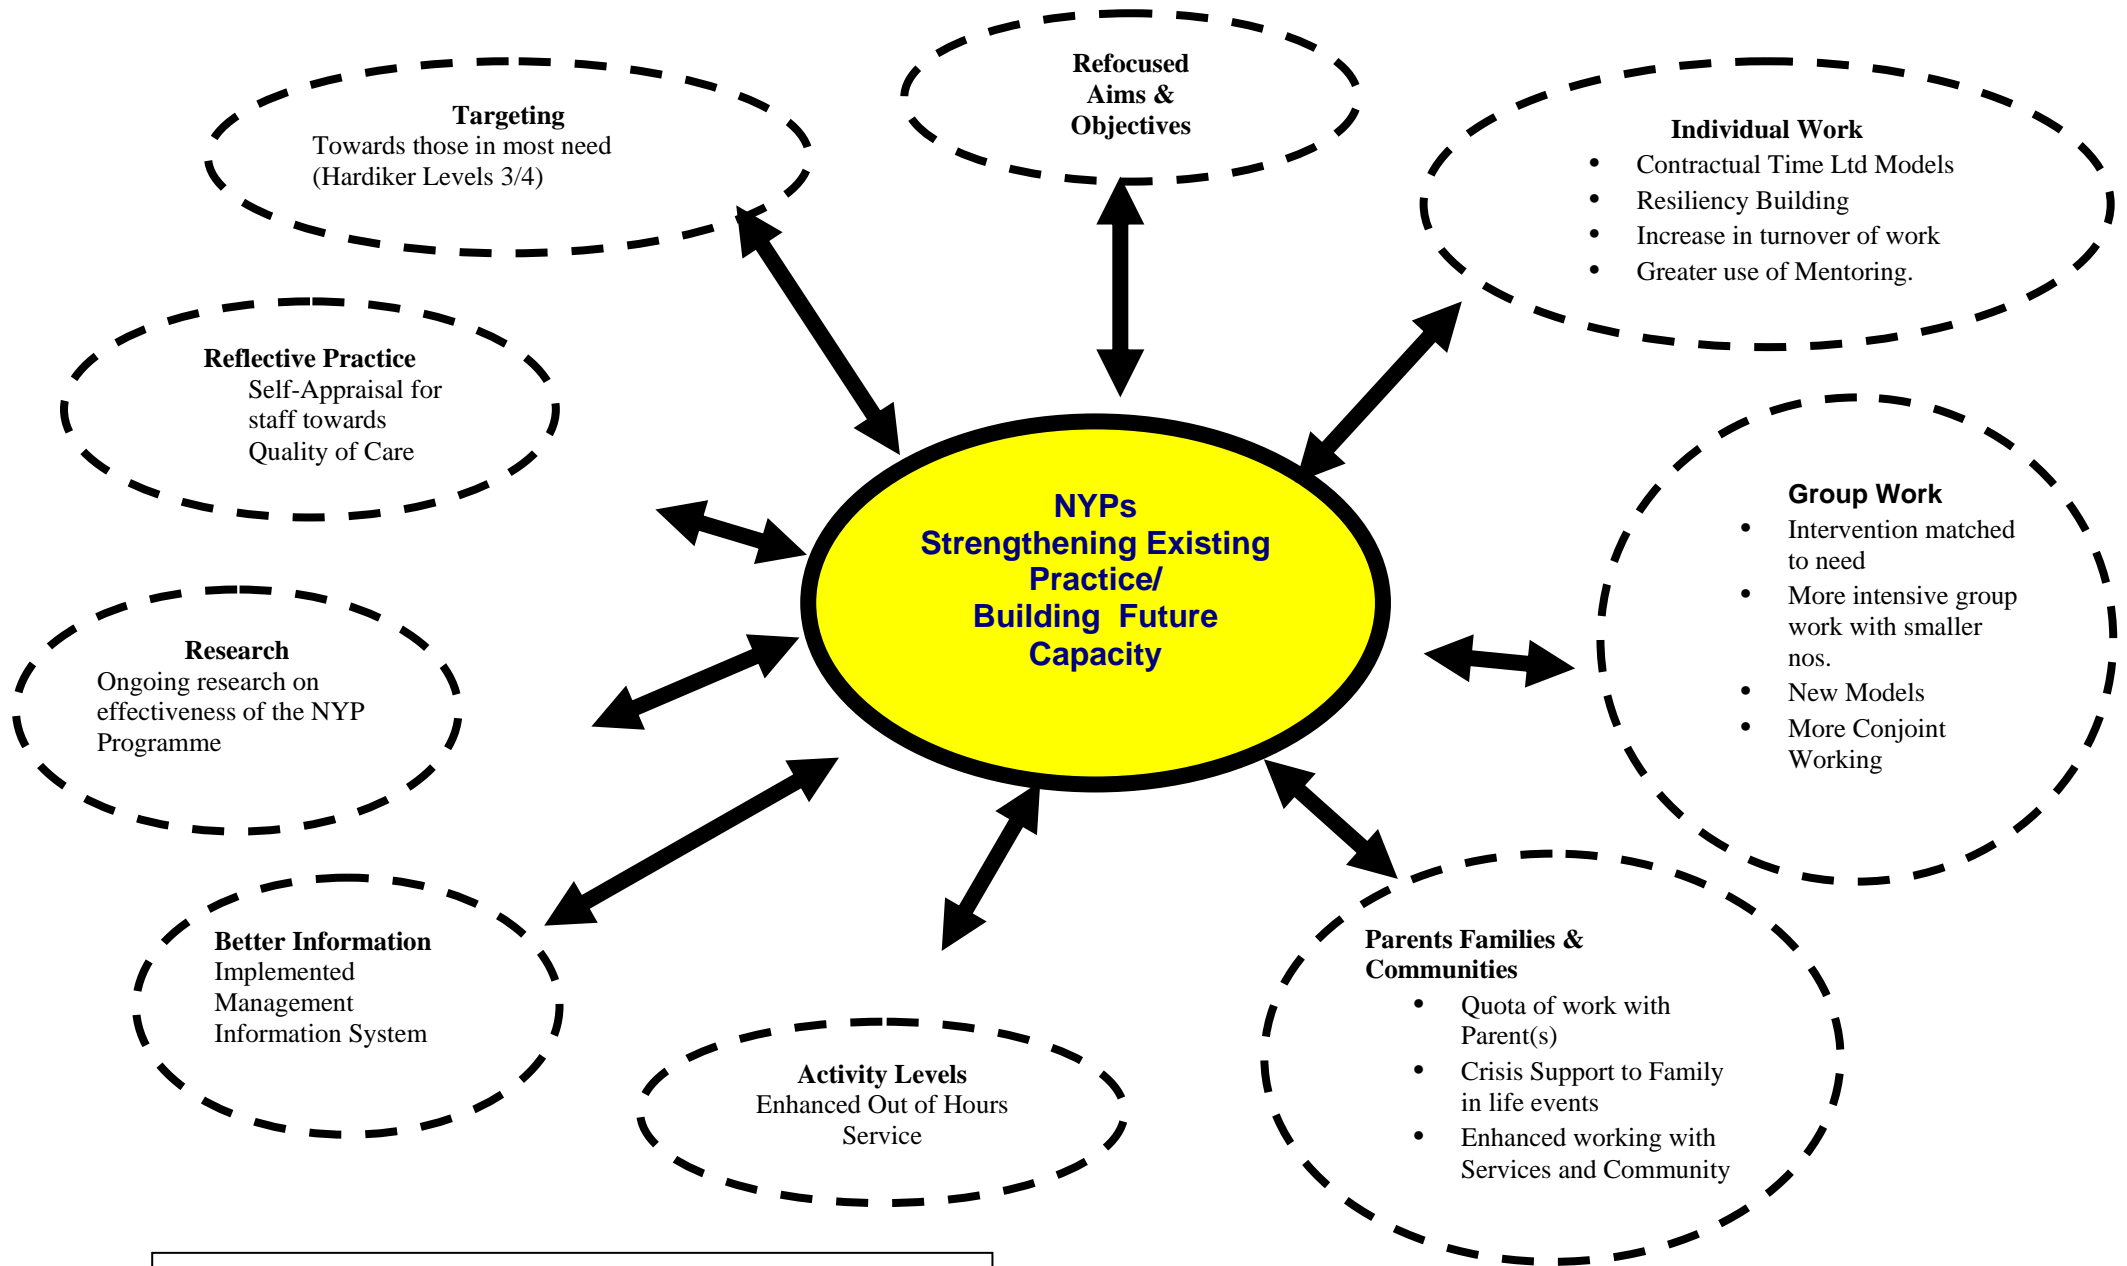 Refocused
Aims &
Objectives
Targeting
Towards those in most need
(Hardiker Levels 3/4)
Individual Work
• Contractual Time Ltd Models
• Resiliency Building
• Increase in turnover of work
• Greater use of Mentoring.
Reflective Practice
Self-Appraisal for
staff towards
Quality of Care
NYPs
Strengthening Existing
Practice/
Building Future
Capacity
Group Work
• Intervention matched
to need
• More intensive group
work with smaller
nos.
• New Models
• More Conjoint
Working
Research
Ongoing research on
effectiveness of the NYP
Programme
Better Information
Implemented
Management
Information System
Parents Families &
Communities
• Quota of work with
Parent(s)
• Crisis Support to Family
in life events
• Enhanced working with
Services and Community
Activity Levels
Enhanced Out of Hours
Service